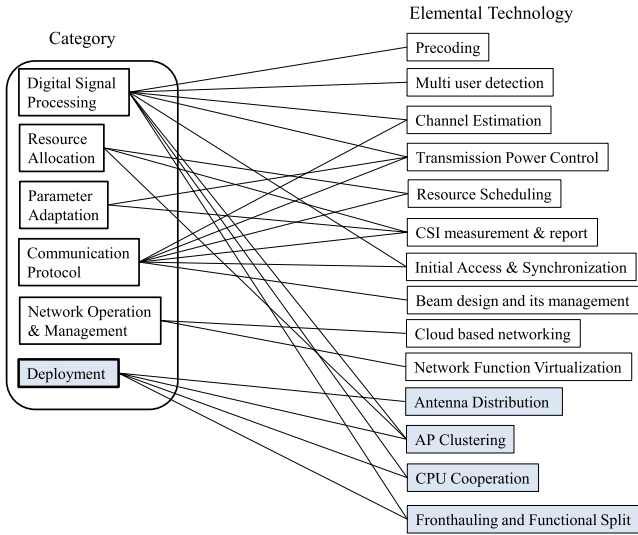 Elemental Technology
Category
Digital Signal
Processing
Resource
Allocation
Parameter
Adaptation
Communication
Protocol
Network Operation
& Management
Deployment
Precoding
Multi user detection
Channel Estimation
Transmission Power Control
Resource Scheduling
CSI measurement & report
Initial Access & Synchronization
Beam design and its management
Cloud based networking
Network Function Virtualization
Antenna Distribution
AP Clustering
CPU Cooperation
Fronthauling and Functional Split